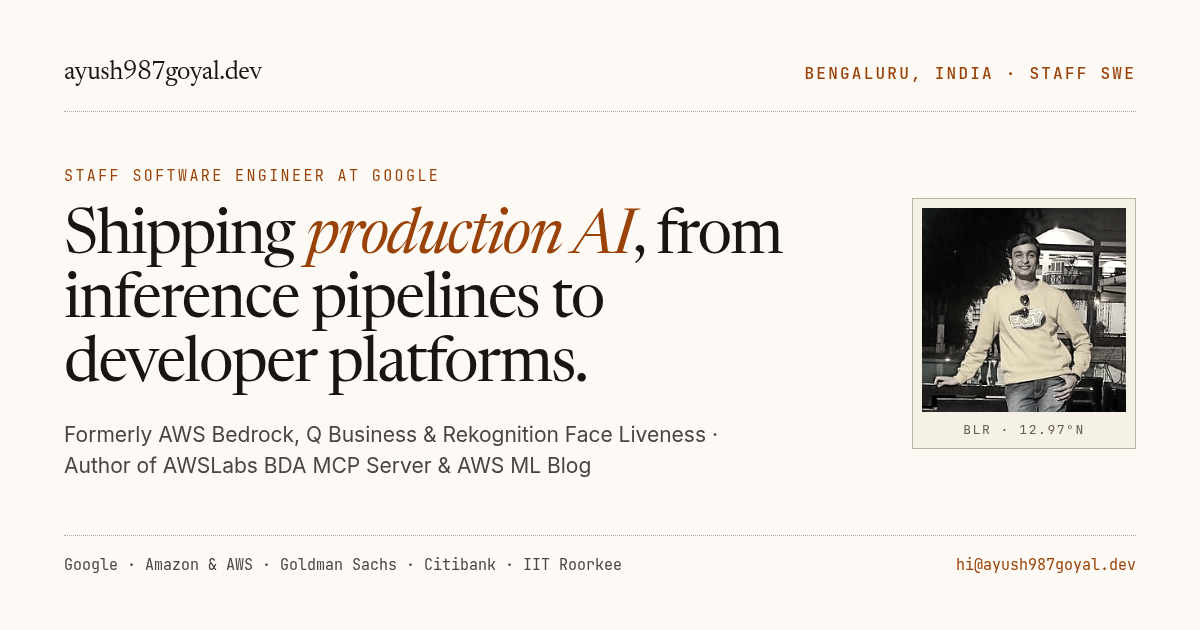 ayush987goyal.dev
BENGALURU, INDIA · STAFF SWE
STAFF SOFTWARE ENGINEER AT GOOGLE
Shipping production AI, from
inference pipelines to
developer platforms.
Formerly AWS Bedrock, Q Business & Rekognition Face Liveness ·
Author of AWSLabs BDA MCP Server & AWS ML Blog
BLR · 12.97°N
Google · Amazon & AWS · Goldman Sachs · Citibank · IIT Roorkee
hi@ayush987goyal.dev